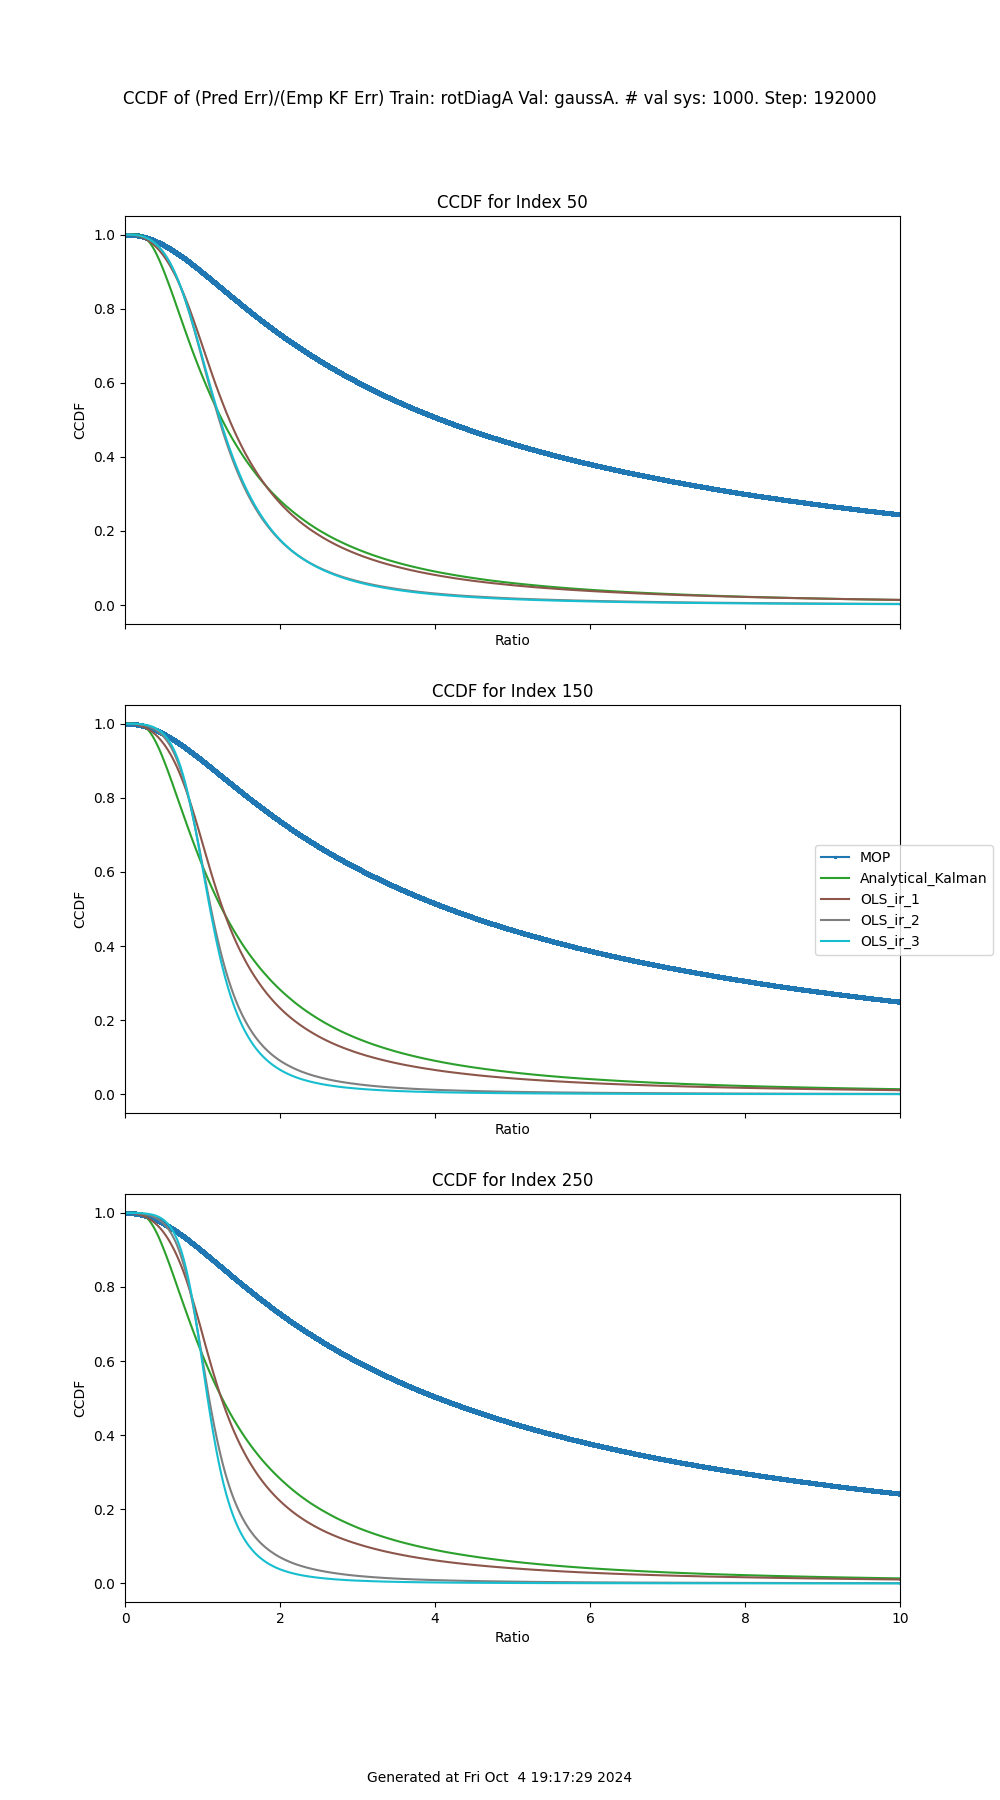 CCDF of (Pred Err)/(Emp KF Err) Train: rotDiagA Val: gaussA. # val sys: 1000. Step: 192000
CCDF for Index 50
1.0
0.8
0.6
0.4
0.2
0.0
CCDF
Ratio
CCDF for Index 150
1.0
0.8
0.6
0.4
0.2
0.0
CCDF
Ratio
MOP
Analytical_Kalman
OLS_ir_1
OLS_ir_2
OLS_ir_3
CCDF for Index 250
1.0
0.8
0.6
0.4
0.2
0.0
CCDF
0 2 4 6 8 10
Ratio
Generated at Fri Oct  4 19:17:29 2024